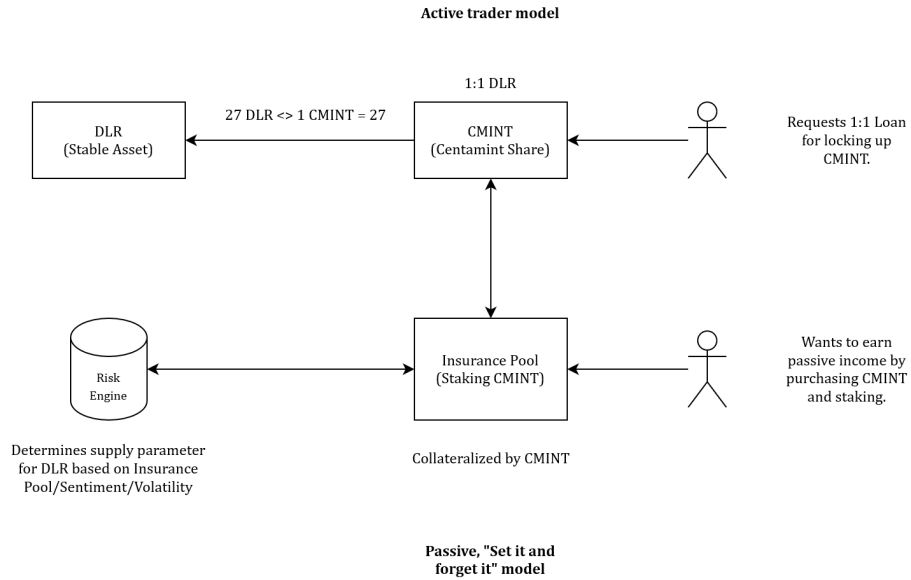 Active trader model
1:1 DLR
27 DLR <> 1 CMINT = 27
DLR
(Stable Asset)
CMINT
(Centamint Share)
Requests 1:1 Loan
for locking up
CMINT.
Risk
Engine
Insurance Pool
(Staking CMINT)
Wants to earn
passive income by
purchasing CMINT
and staking.
Determines supply parameter
for DLR based on Insurance
Pool/Sentiment/Volatility
Collateralized by CMINT
Passive, "Set it and
forget it" model